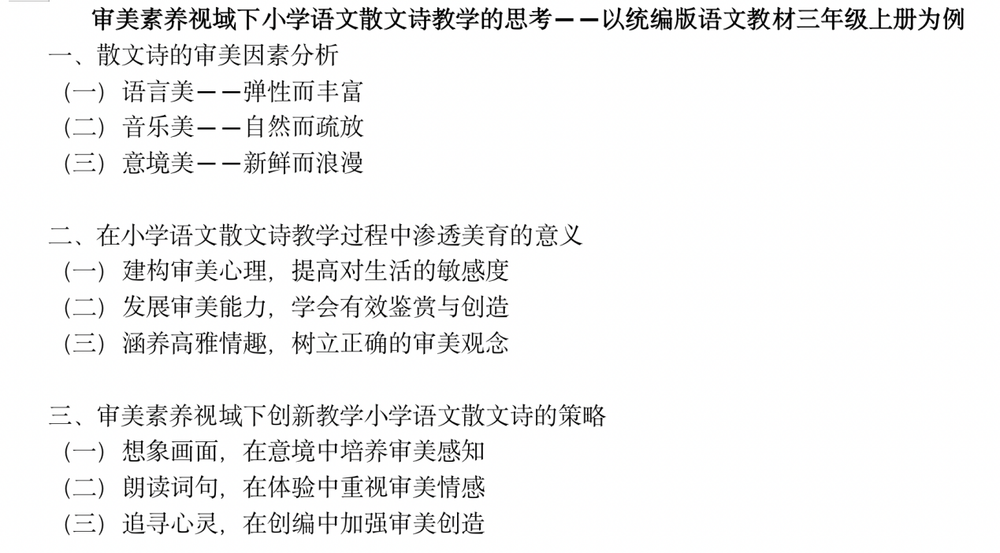 审美素养视域下小学语文散文诗教学的思考——以统编版语文教材三年级上册为例
一、散文诗的审美因素分析
（一）语言美——弹性而丰富
（二）音乐美——自然而疏放
（三）意境美——新鲜而浪漫
二、在小学语文散文诗教学过程中渗透美育的意义
（一）建构审美心理，提高对生活的敏感度
（二）发展审美能力，学会有效鉴赏与创造
（三）涵养高雅情趣，树立正确的审美观念
三、审美素养视域下创新教学小学语文散文诗的策略
（一）想象画面，在意境中培养审美感知
（二）朗读词句，在体验中重视审美情感
（三）追寻心灵，在创编中加强审美创造